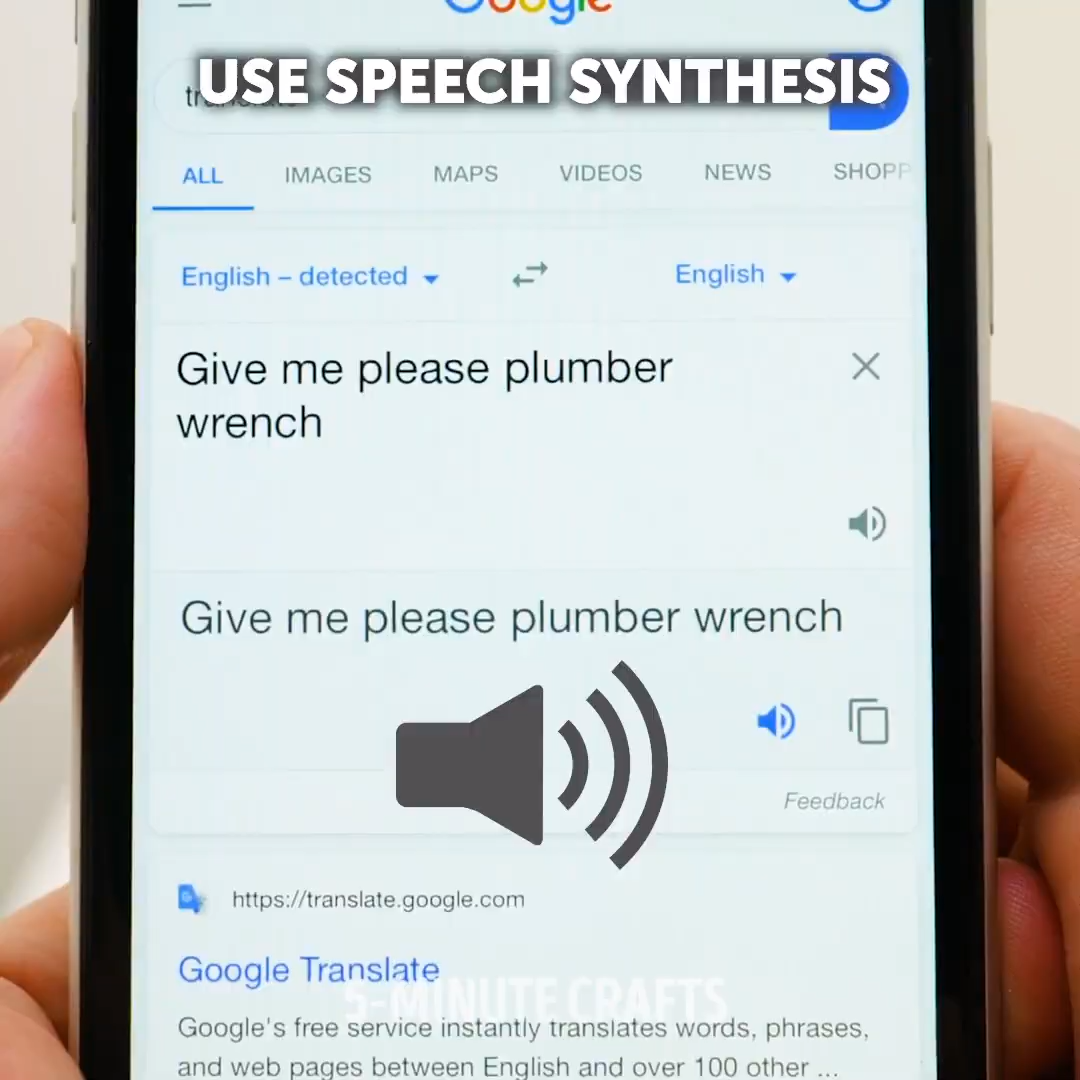 Google
USE SPEECH SYNTHESIS
ALL IMAGES MAPS VIDEOS NEWS SHOPP
English – detected English
Give me please plumber
wrench
Give me please plumber wrench
Feedback
https://translate.google.com
Google Translate
5-MINUTE CRAFTS
Google's free service instantly translates words, phrases,
and web pages between English and over 100 other ...